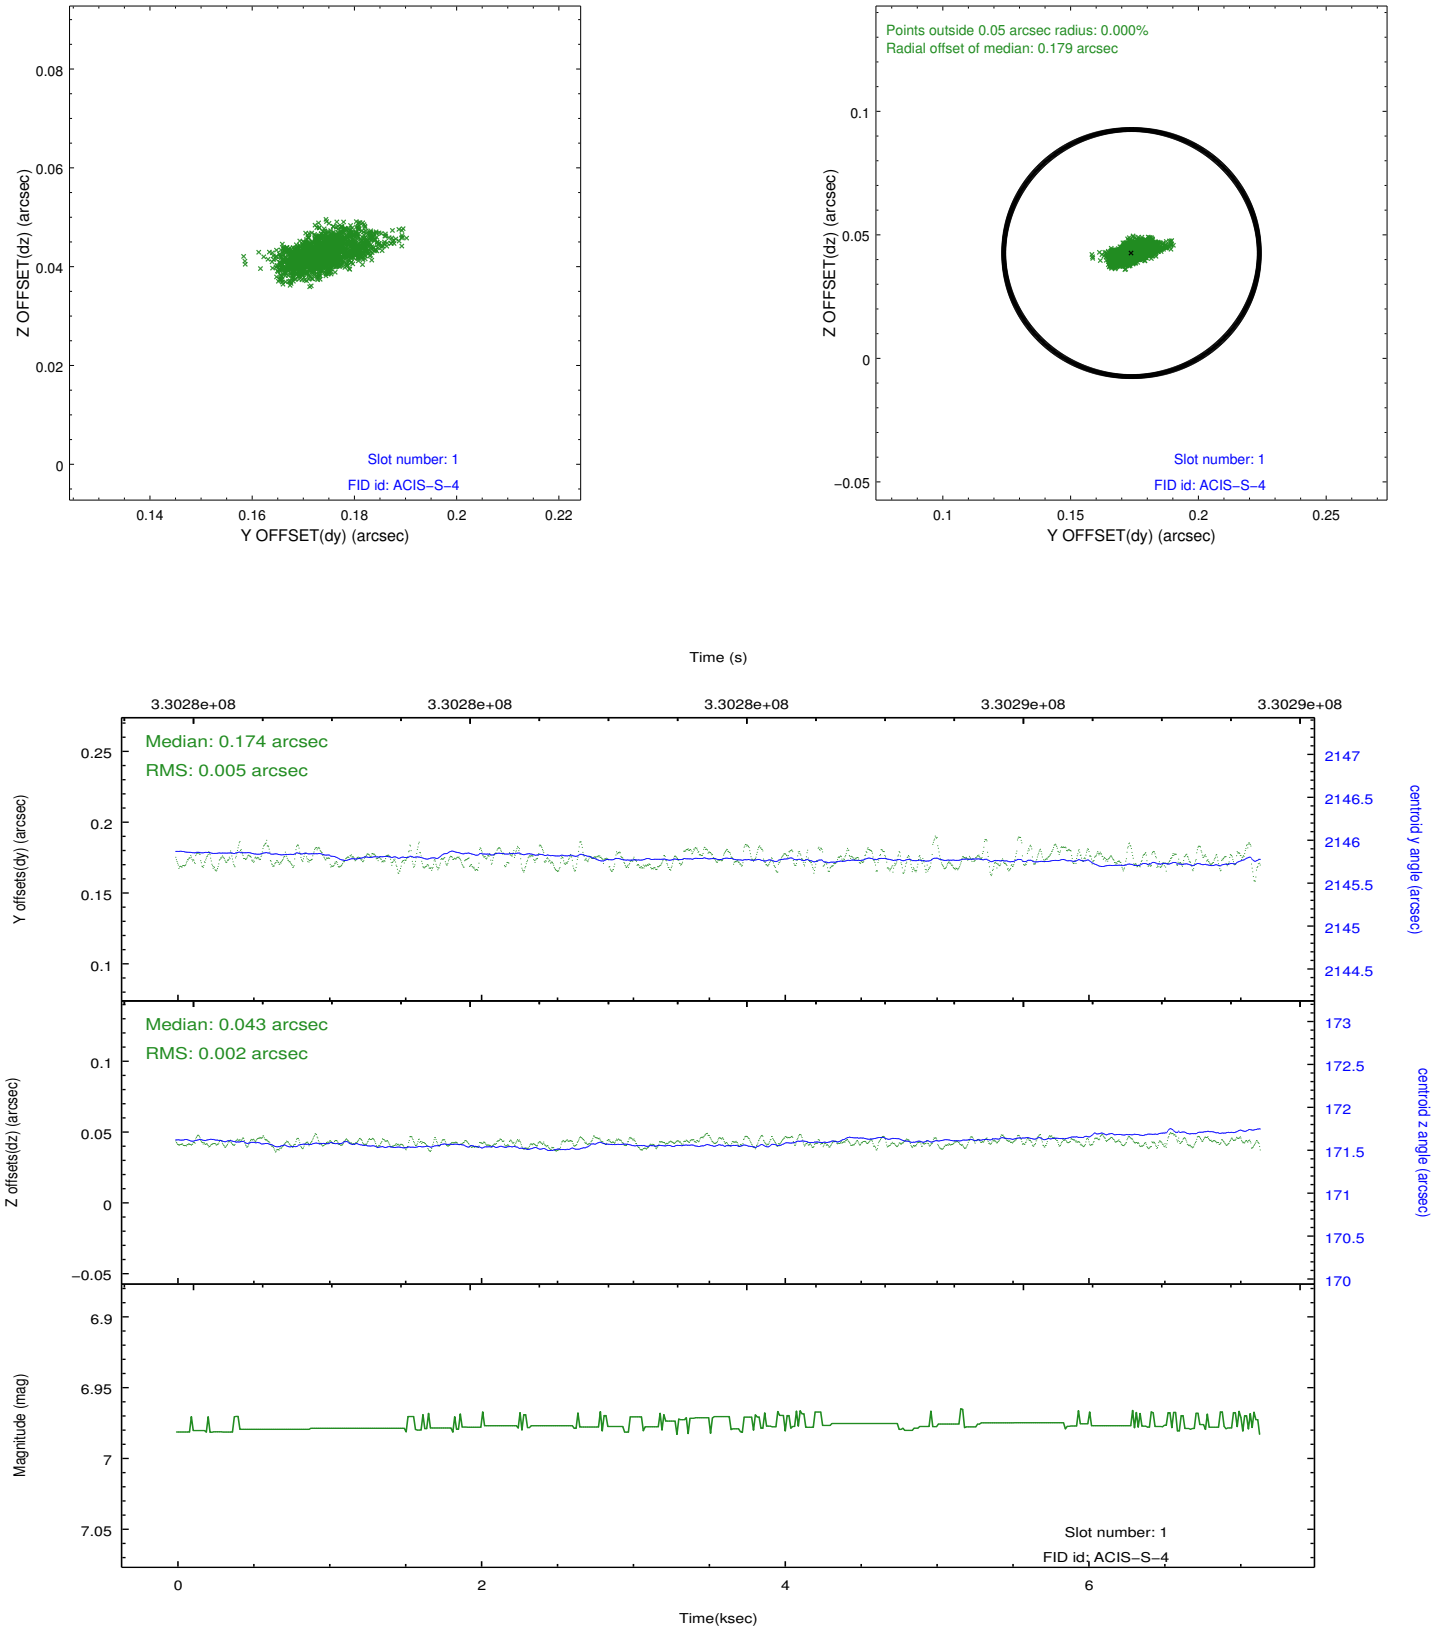 0.08
0.06
0.04
0.02
0
Z OFFSET(dz) (arcsec)
Slot number: 1
FID id: ACIS−S−4
0.14 0.16 0.18 0.2 0.22
Y OFFSET(dy) (arcsec)
Points outside 0.05 arcsec radius: 0.000%
Radial offset of median: 0.179 arcsec
0.1
0.05
0
−0.05
Z OFFSET(dz) (arcsec)
Slot number: 1
FID id: ACIS−S−4
0.1 0.15 0.2 0.25
Y OFFSET(dy) (arcsec)
Time (s)
3.3028e+08 3.3028e+08 3.3028e+08 3.3029e+08 3.3029e+08
Median: 0.174 arcsec
RMS: 0.005 arcsec
0.25
0.2
0.15
0.1
Y offsets(dy) (arcsec)
2147
2146.5
2146
2145.5
2145
2144.5
centroid y angle (arcsec)
Median: 0.043 arcsec
RMS: 0.002 arcsec
0.1
0.05
0
−0.05
Z offsets(dz) (arcsec)
173
172.5
172
171.5
171
170.5
170
centroid z angle (arcsec)
6.9
6.95
7
7.05
Magnitude (mag)
Slot number: 1
FID id: ACIS−S−4
0 2 4 6
Time(ksec)